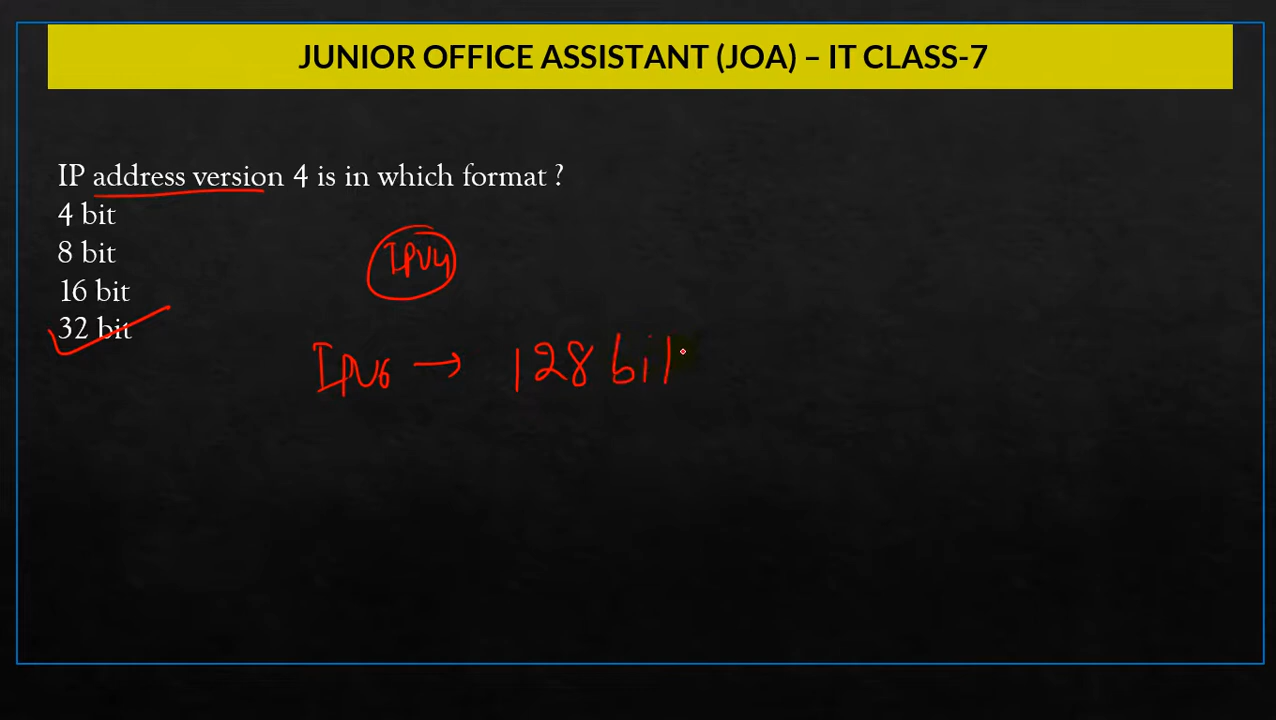 JUNIOR OFFICE ASSISTANT (JOA) – IT CLASS-7
IP address version 4 is in which format ?
4 bit
8 bit
16 bit
32 bit
IPV4
IPV6 → 128 bit